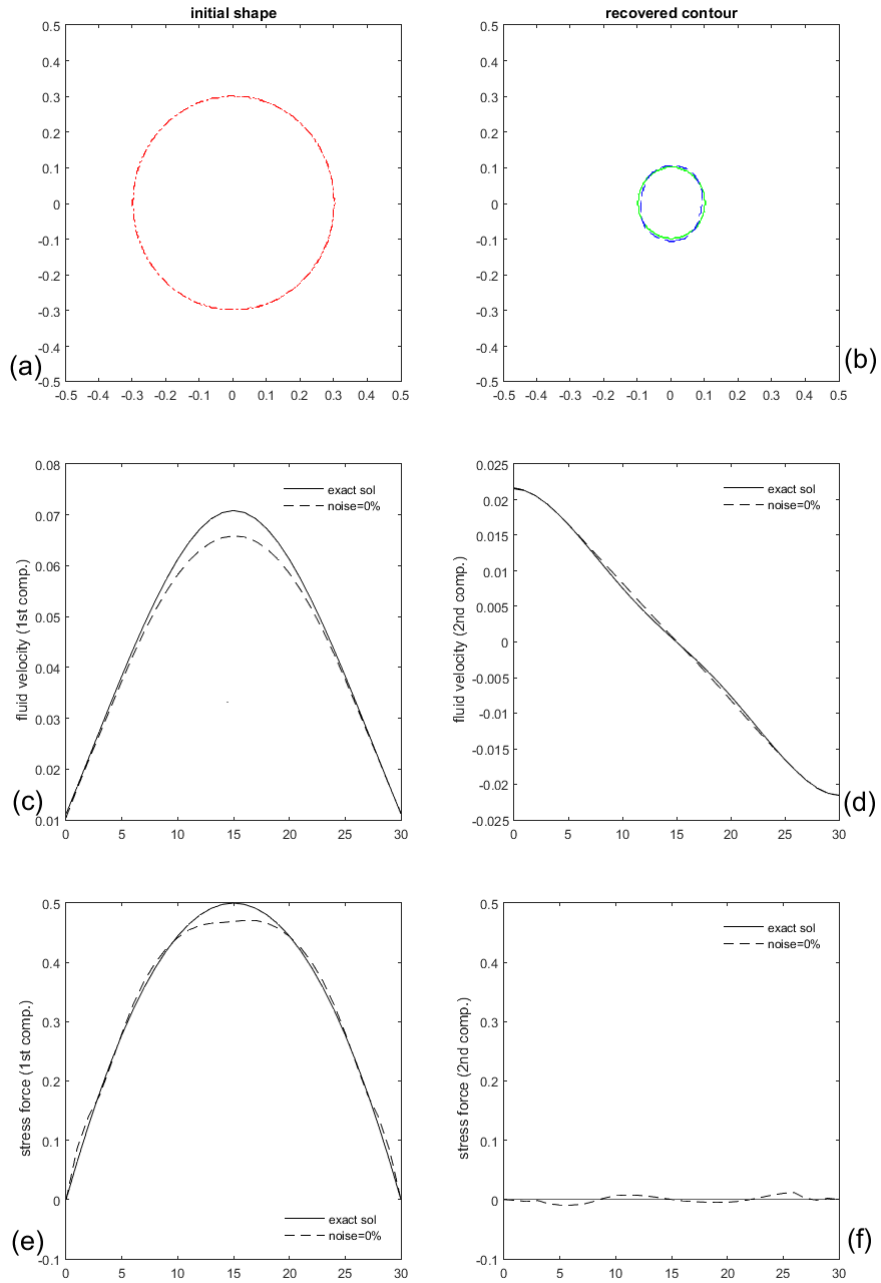 initial shape
0.5
0.4
0.3
0.2
0.1
0
-0.1
-0.2
-0.3
-0.4
-0.5
-0.5 -0.4 -0.3 -0.2 -0.1 0 0.1 0.2 0.3 0.4 0.5
(a)
recovered contour
0.5
0.4
0.3
0.2
0.1
0
-0.1
-0.2
-0.3
-0.4
-0.5
-0.5 -0.4 -0.3 -0.2 -0.1 0 0.1 0.2 0.3 0.4 0.5
(b)
0.08
0.07
0.06
0.05
0.04
0.03
0.02
0.01
0 5 10 15 20 25 30
fluid velocity (1st comp.)
exact sol
noise=0%
(c)
0.025
0.02
0.015
0.01
0.005
0
-0.005
-0.01
-0.015
-0.02
-0.025
0 5 10 15 20 25 30
fluid velocity (2nd comp.)
exact sol
noise=0%
(d)
0.5
0.4
0.3
0.2
0.1
0
-0.1
0 5 10 15 20 25 30
stress force (1st comp.)
exact sol
noise=0%
(e)
0.5
0.4
0.3
0.2
0.1
0
-0.1
0 5 10 15 20 25 30
stress force (2nd comp.)
exact sol
noise=0%
(f)